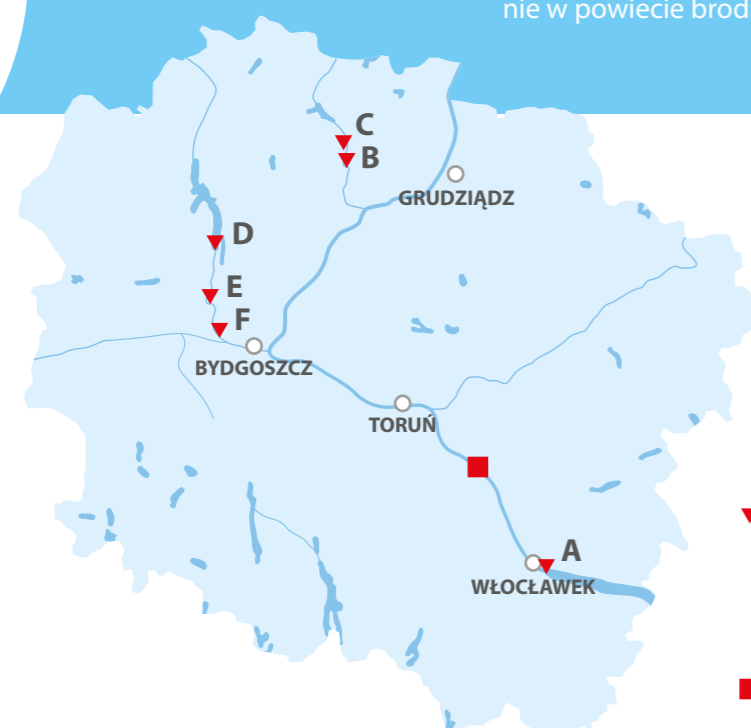 nie w powiecie brod
C
B
GRUDZIĄDZ
D
E
F
BYDGOSZCZ
TORUŃ
A
WŁOCŁAWEK